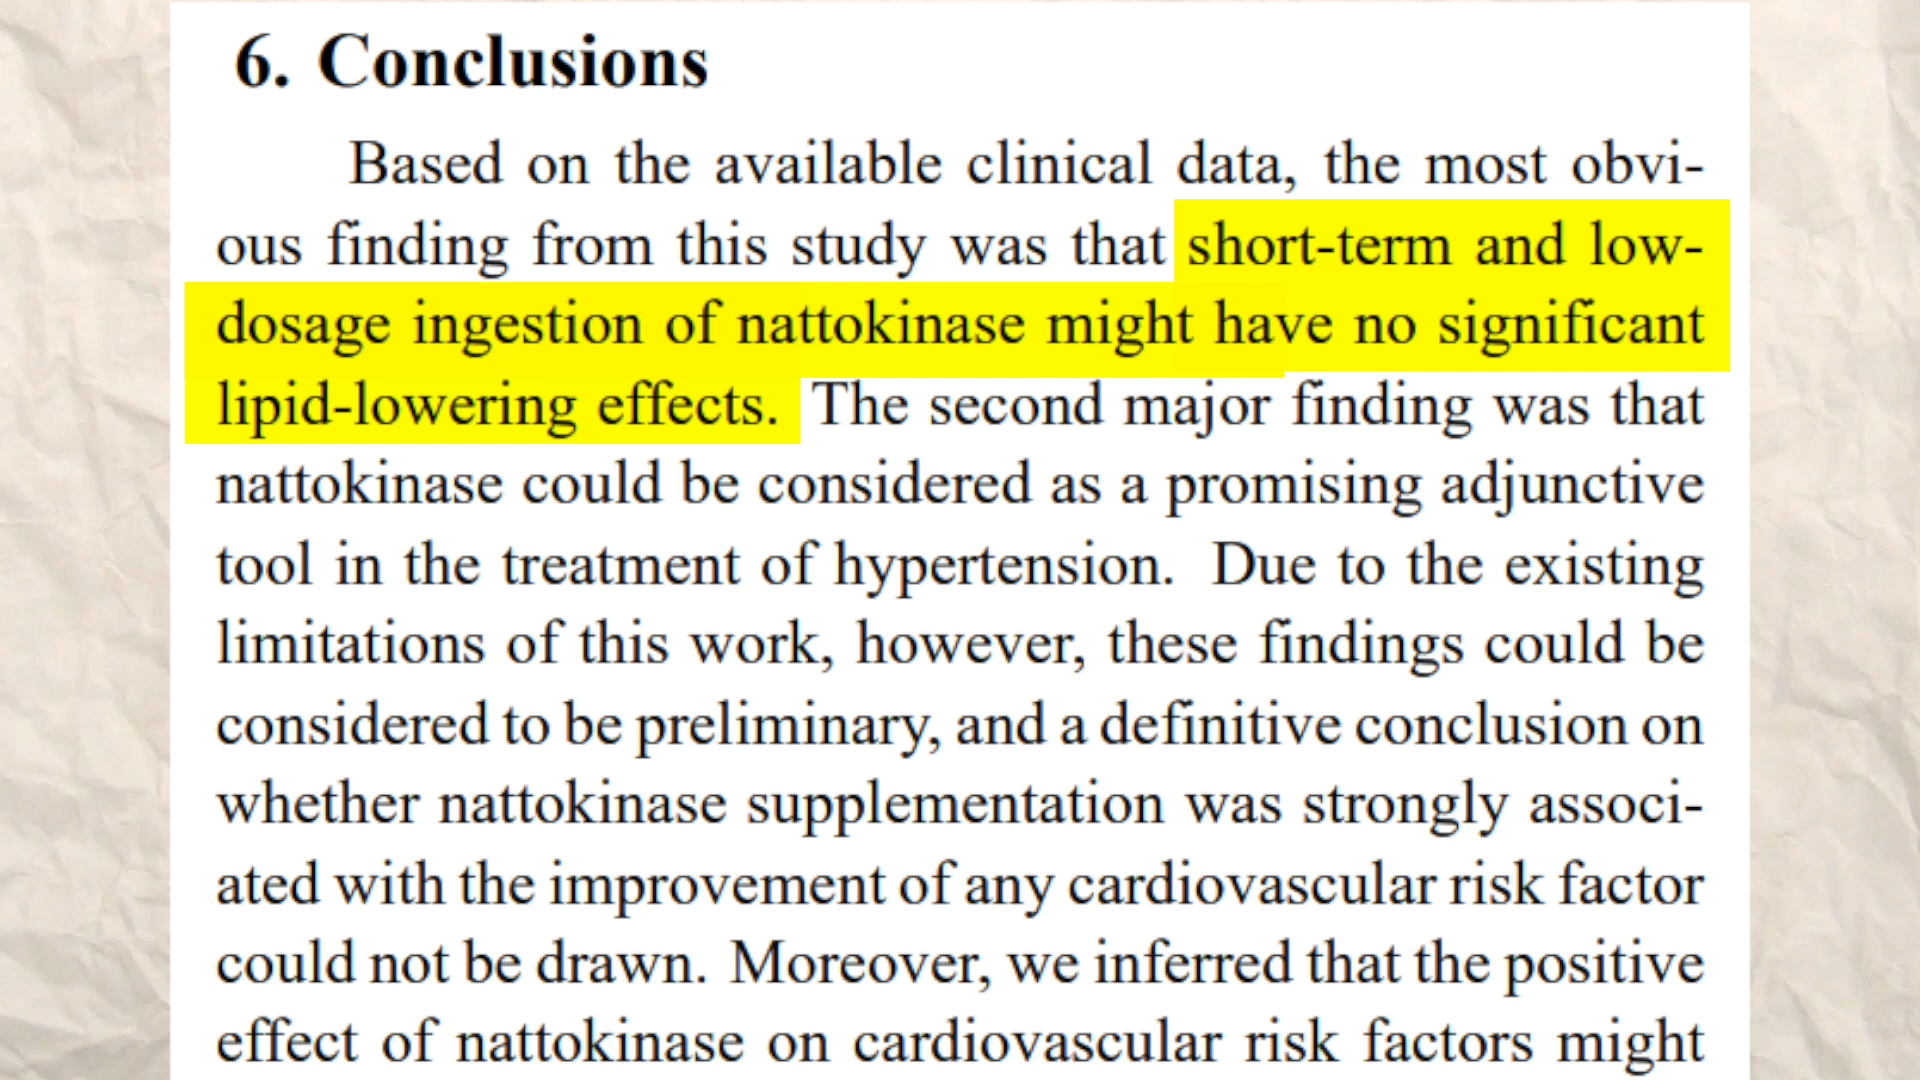 6. Conclusions
Based on the available clinical data, the most obvi-
ous finding from this study was that short-term and low-
dosage ingestion of nattokinase might have no significant
lipid-lowering effects. The second major finding was that
nattokinase could be considered as a promising adjunctive
tool in the treatment of hypertension. Due to the existing
limitations of this work, however, these findings could be
considered to be preliminary, and a definitive conclusion on
whether nattokinase supplementation was strongly associ-
ated with the improvement of any cardiovascular risk factor
could not be drawn. Moreover, we inferred that the positive
effect of nattokinase on cardiovascular risk factors might